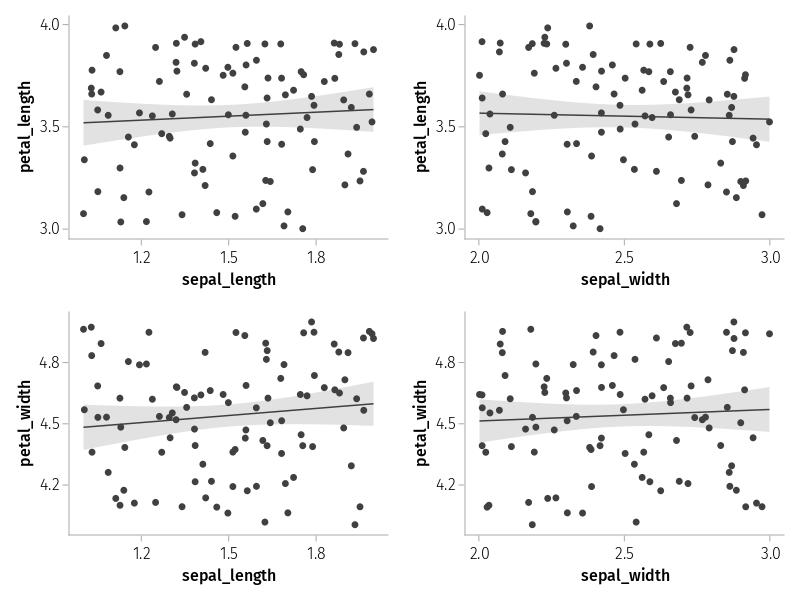 4.0
3.5
3.0
petal_length
1.2 1.5 1.8
sepal_length
4.0
3.5
3.0
petal_length
2.0 2.5 3.0
sepal_width
4.8
4.5
4.2
petal_width
1.2 1.5 1.8
sepal_length
4.8
4.5
4.2
petal_width
2.0 2.5 3.0
sepal_width